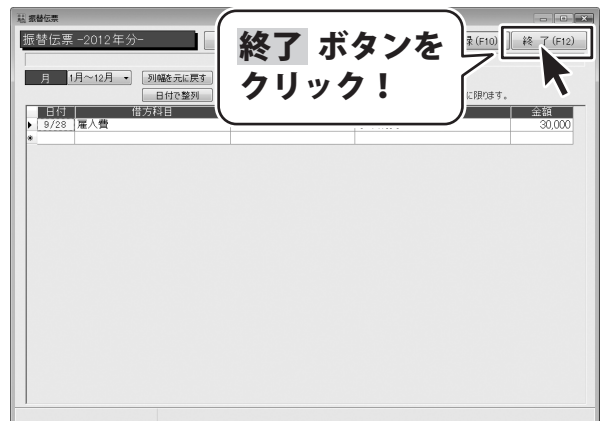 振替伝票
振替伝票 -2012年分-
(F10)
終 了 (F12)
終了 ボタンを
クリック！
月 1月～12月 列幅を元に戻す
日付で整列
に限ります。
日付 借方科目 金額
9/28 雇人費 30,000